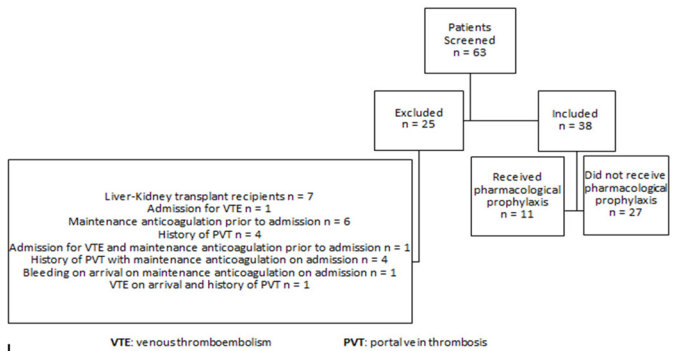 Patients
Screened
n = 63
Excluded
n = 25
Included
n = 38
Liver-Kidney transplant recipients n = 7
Admission for VTE n = 1
Maintenance anticoagulation prior to admission n = 6
History of PVT n = 4
Admission for VTE and maintenance anticoagulation prior to admission n = 1
History of PVT with maintenance anticoagulation on admission n = 4
Bleeding on arrival on maintenance anticoagulation on admission n = 1
VTE on arrival and history of PVT n = 1
Received
pharmacological
prophylaxis
n = 11
Did not receive
pharmacological
prophylaxis
n = 27
VTE: venous thromboembolism PVT: portal vein thrombosis